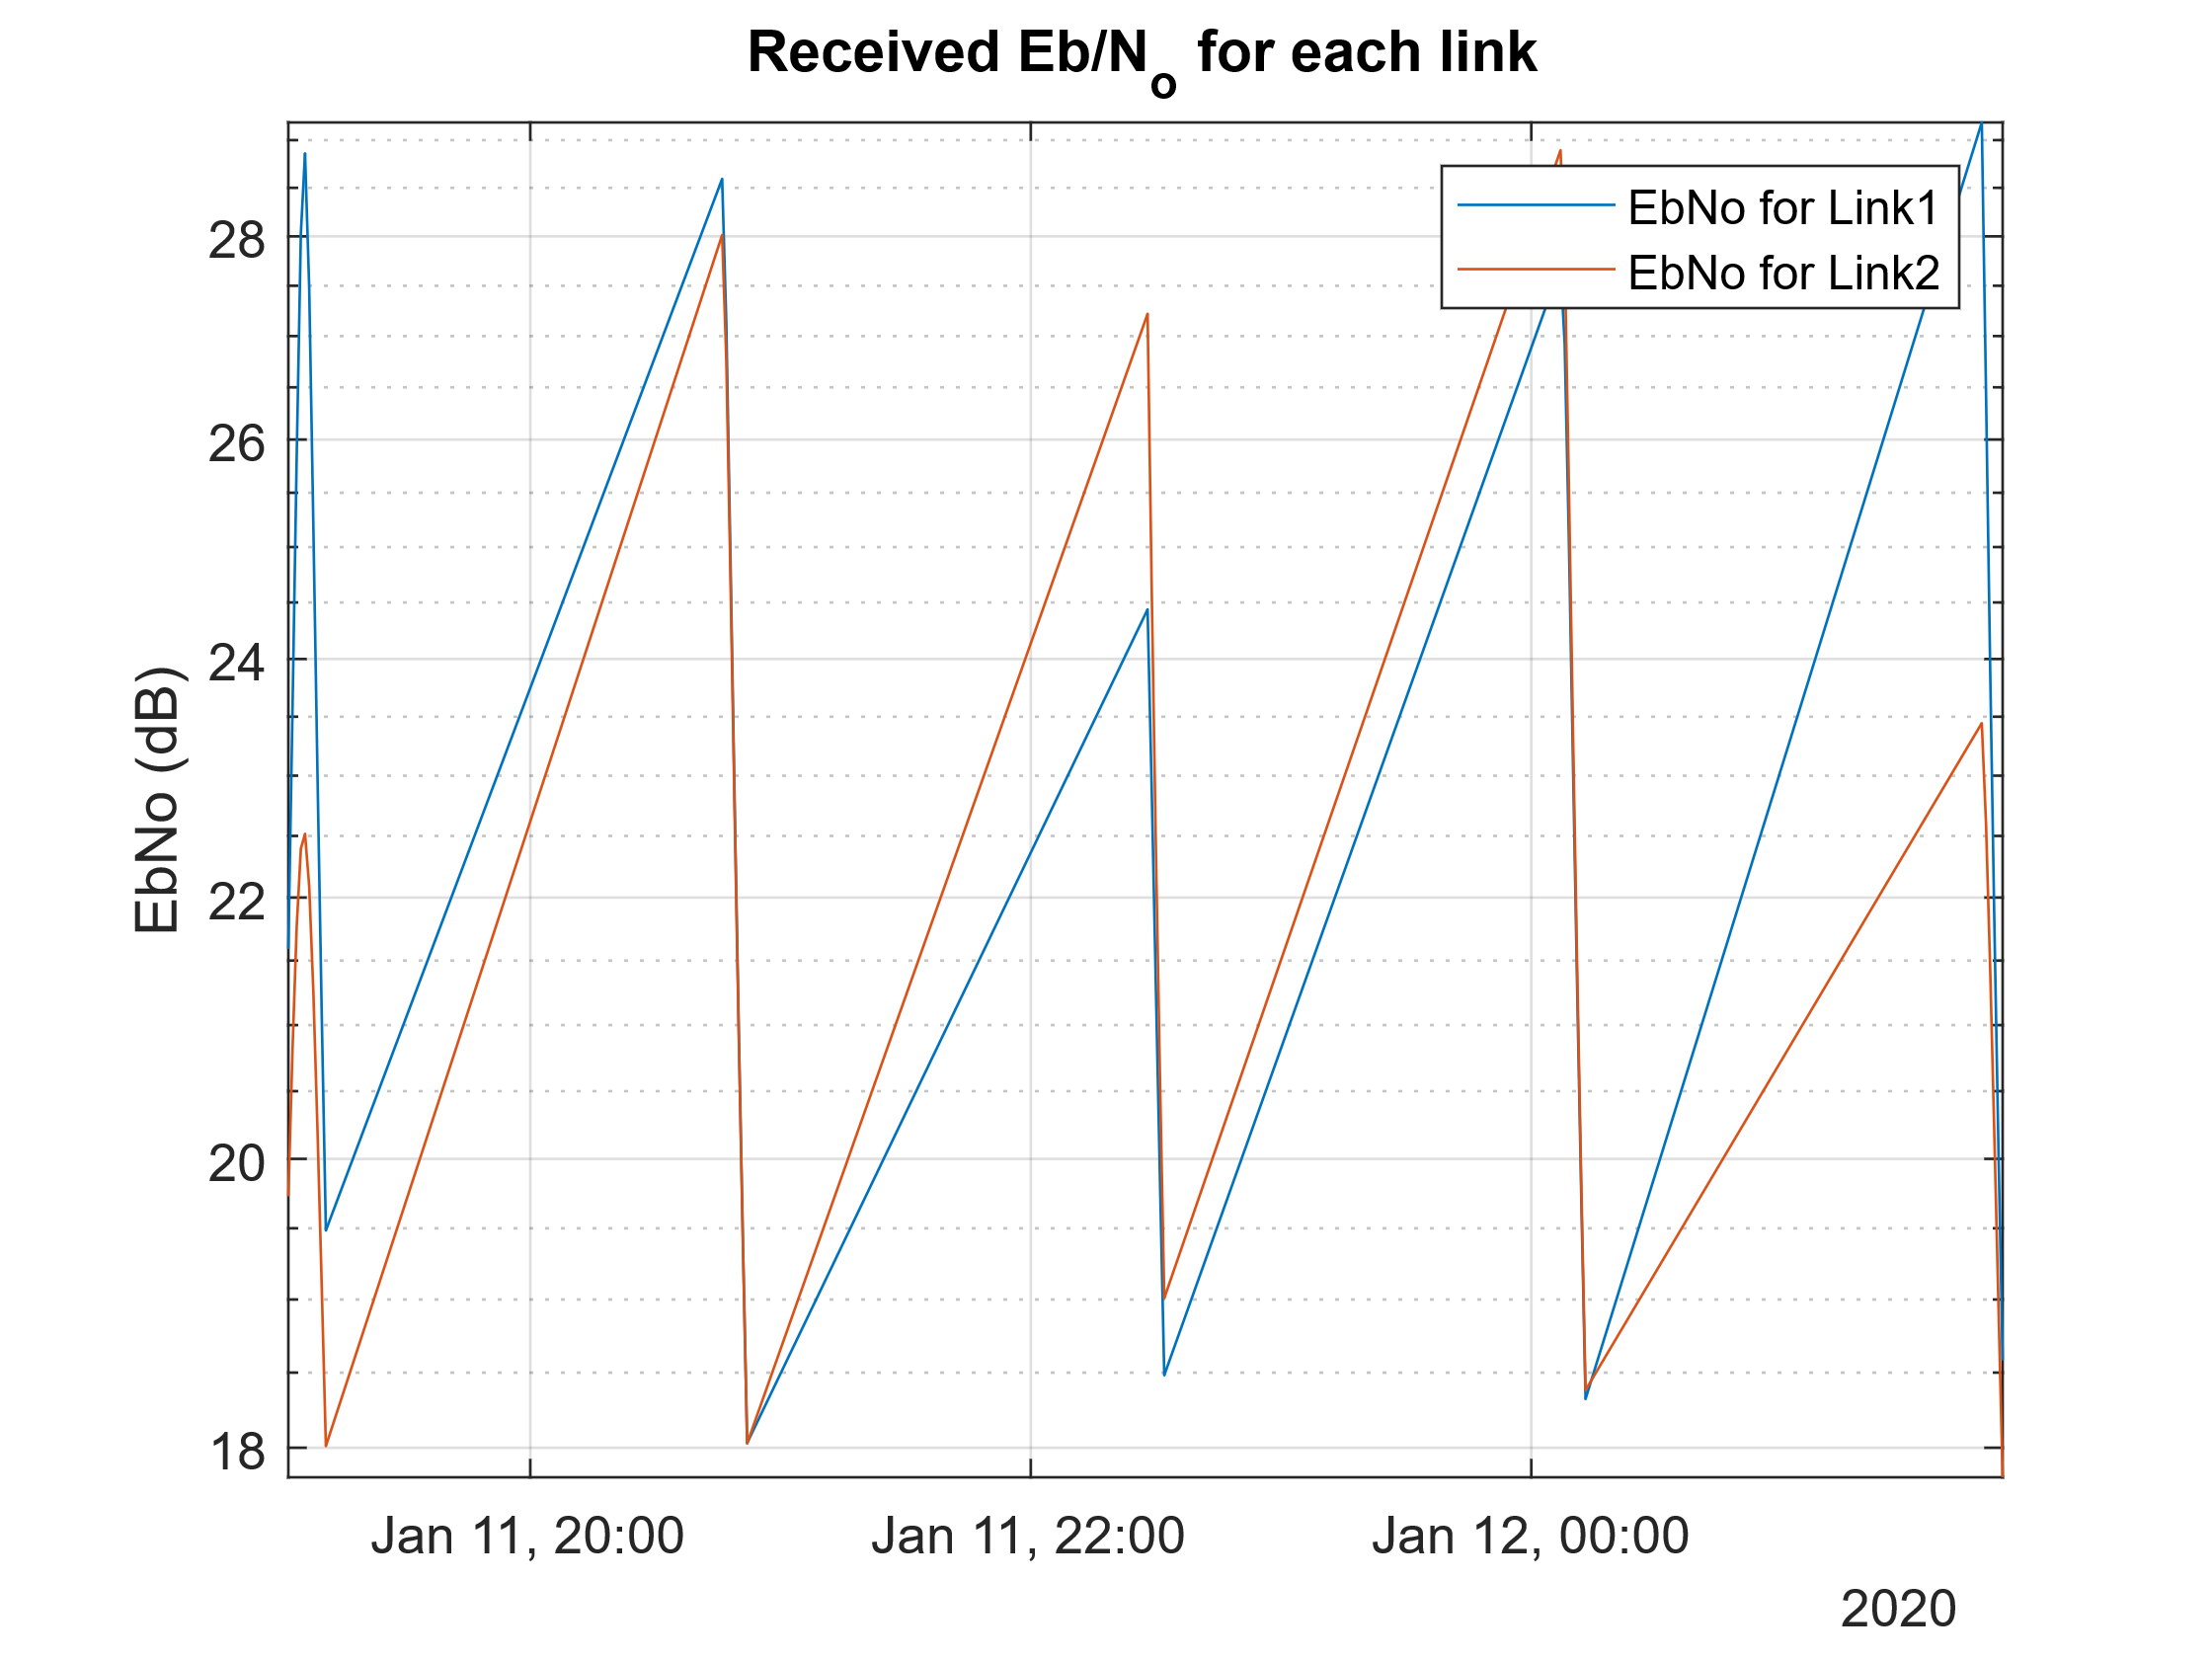 Received Eb/No for each link
EbNo for Link1
EbNo for Link2
EbNo (dB)
28
26
24
22
20
18
Jan 11, 20:00
Jan 11, 22:00
Jan 12, 00:00
2020